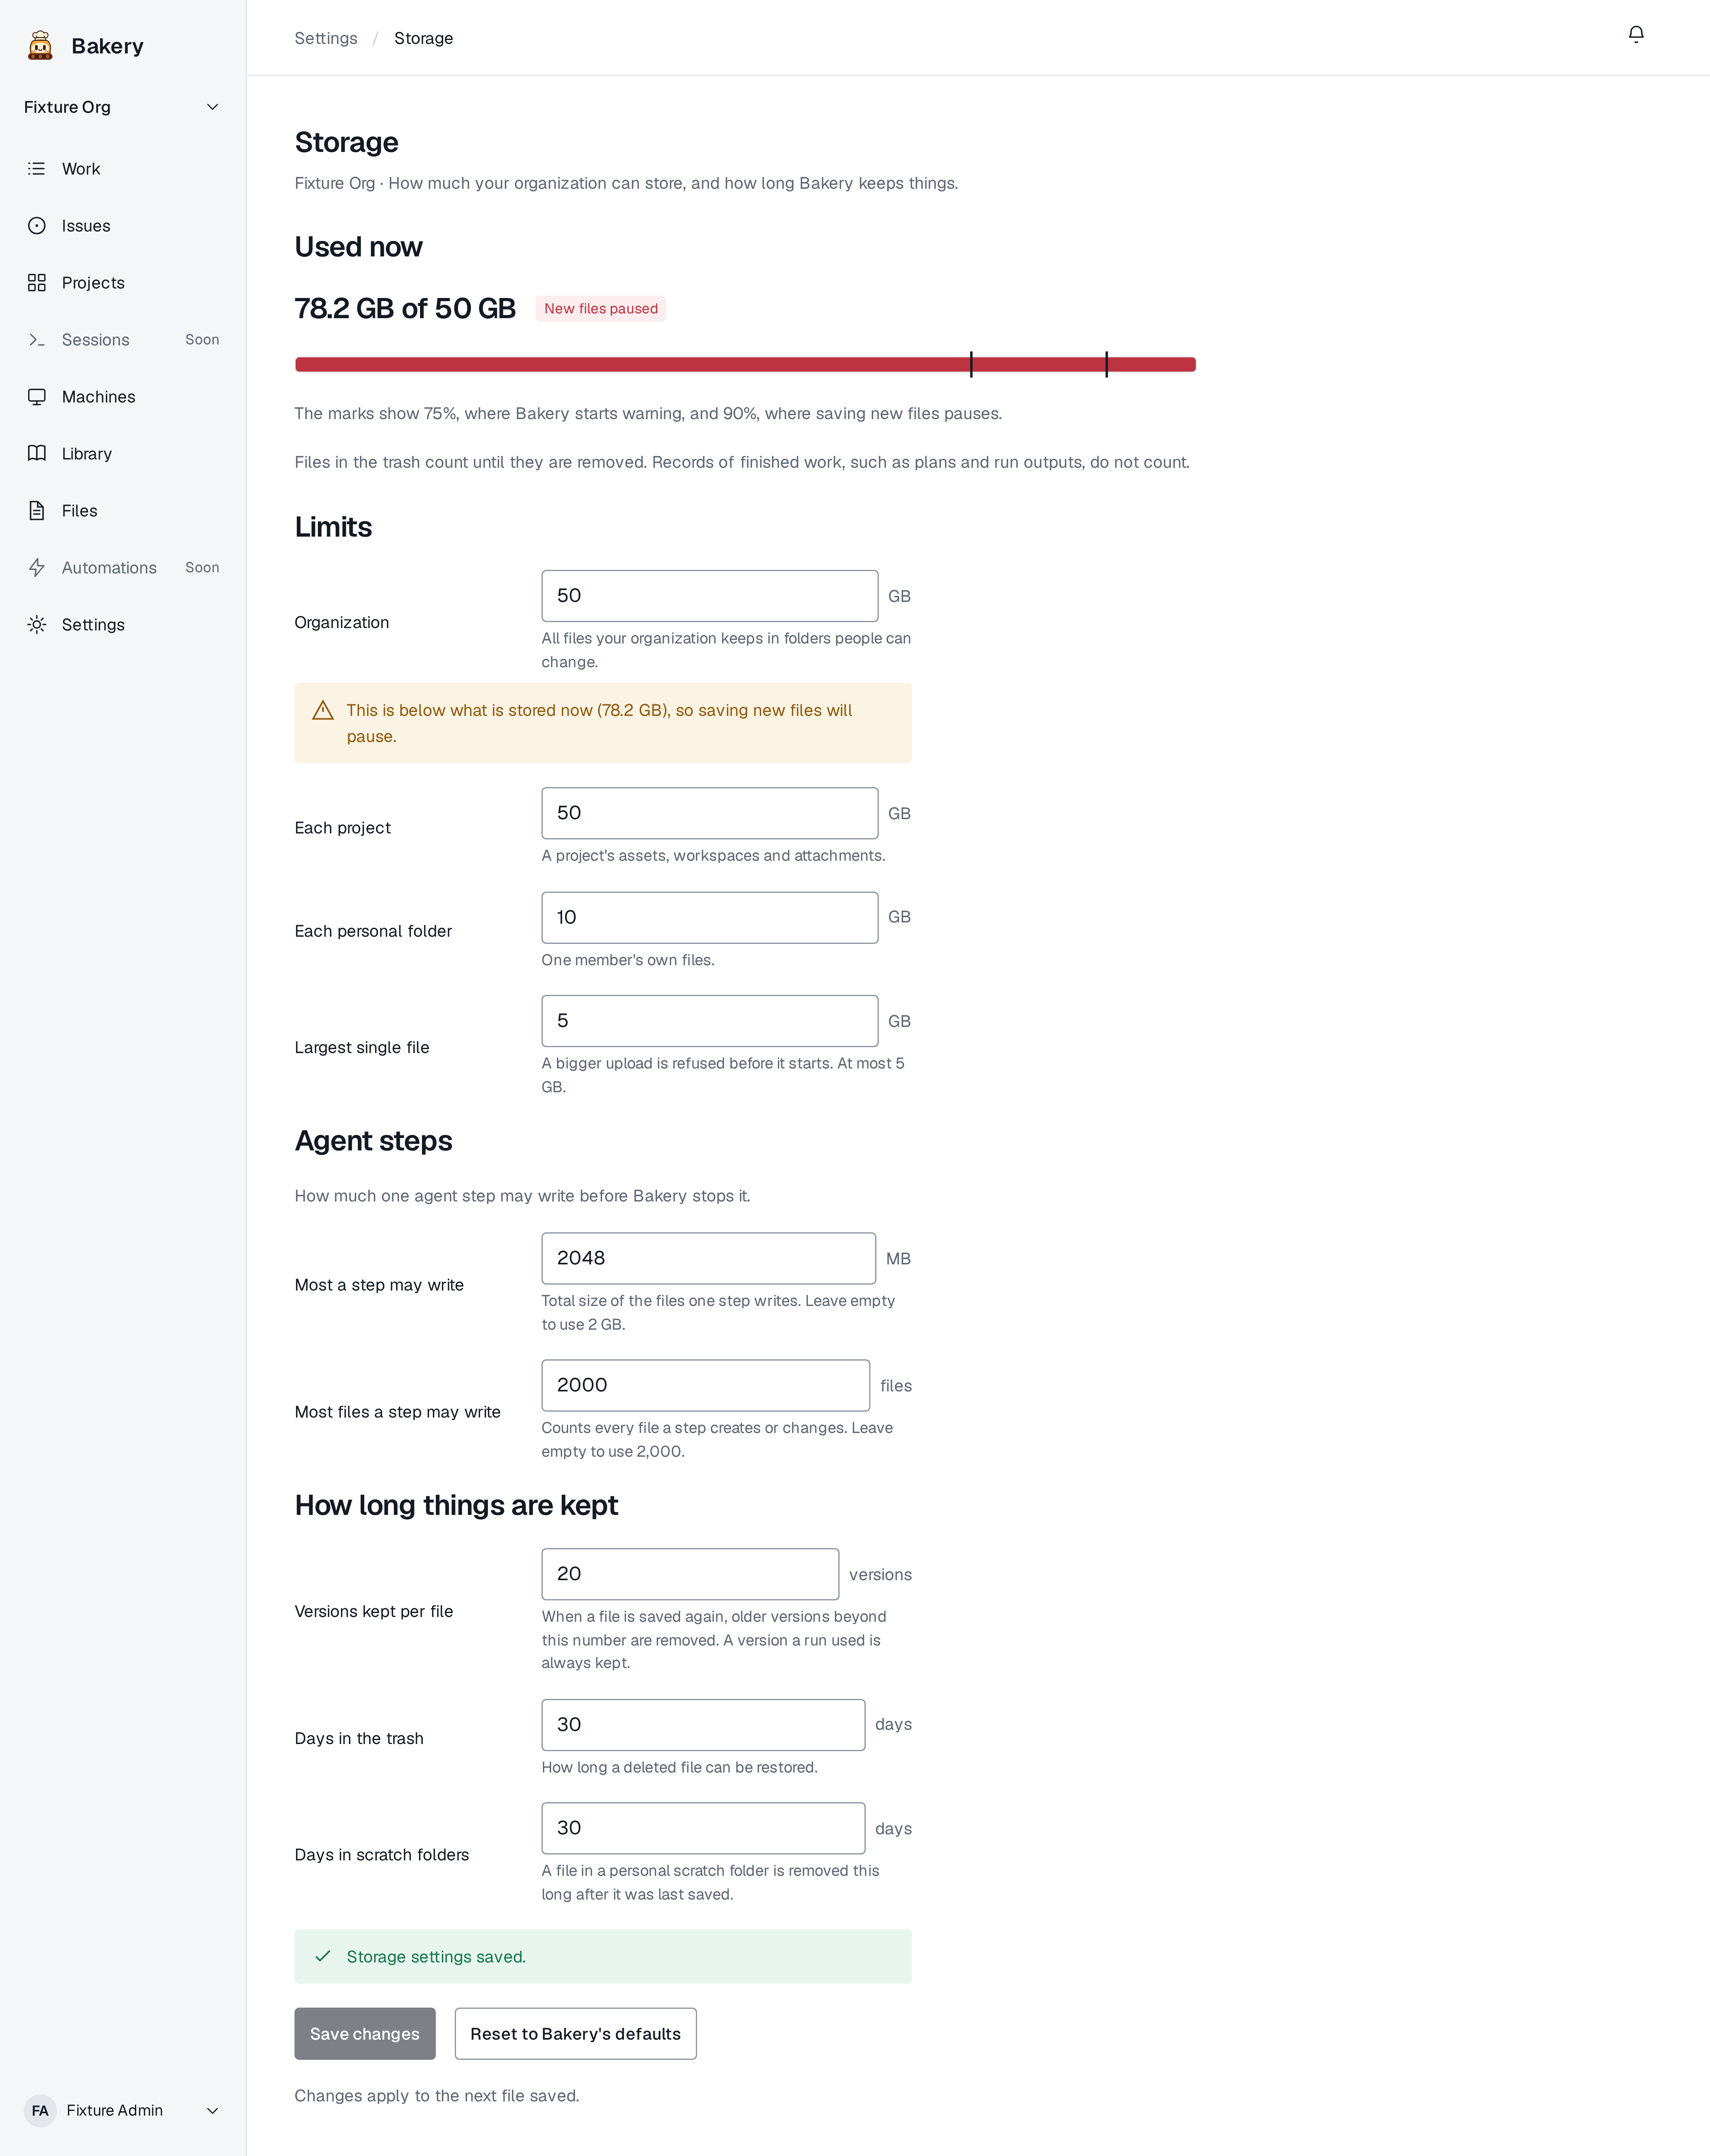 Bakery
Fixture Org
Work
Issues
Projects
Sessions Soon
Machines
Library
Files
Automations Soon
Settings
FA Fixture Admin
Settings / Storage
Storage
Fixture Org · How much your organization can store, and how long Bakery keeps things.
Used now
78.2 GB of 50 GB New files paused
The marks show 75%, where Bakery starts warning, and 90%, where saving new files pauses.
Files in the trash count until they are removed. Records of finished work, such as plans and run outputs, do not count.
Limits
Organization
50 GB
All files your organization keeps in folders people can
change.
This is below what is stored now (78.2 GB), so saving new files will
pause.
Each project
50 GB
A project's assets, workspaces and attachments.
Each personal folder
10 GB
One member's own files.
Largest single file
5 GB
A bigger upload is refused before it starts. At most 5
GB.
Agent steps
How much one agent step may write before Bakery stops it.
Most a step may write
2048 MB
Total size of the files one step writes. Leave empty
to use 2 GB.
Most files a step may write
2000 files
Counts every file a step creates or changes. Leave
empty to use 2,000.
How long things are kept
Versions kept per file
20 versions
When a file is saved again, older versions beyond
this number are removed. A version a run used is
always kept.
Days in the trash
30 days
How long a deleted file can be restored.
Days in scratch folders
30 days
A file in a personal scratch folder is removed this
long after it was last saved.
Storage settings saved.
Save changes Reset to Bakery's defaults
Changes apply to the next file saved.